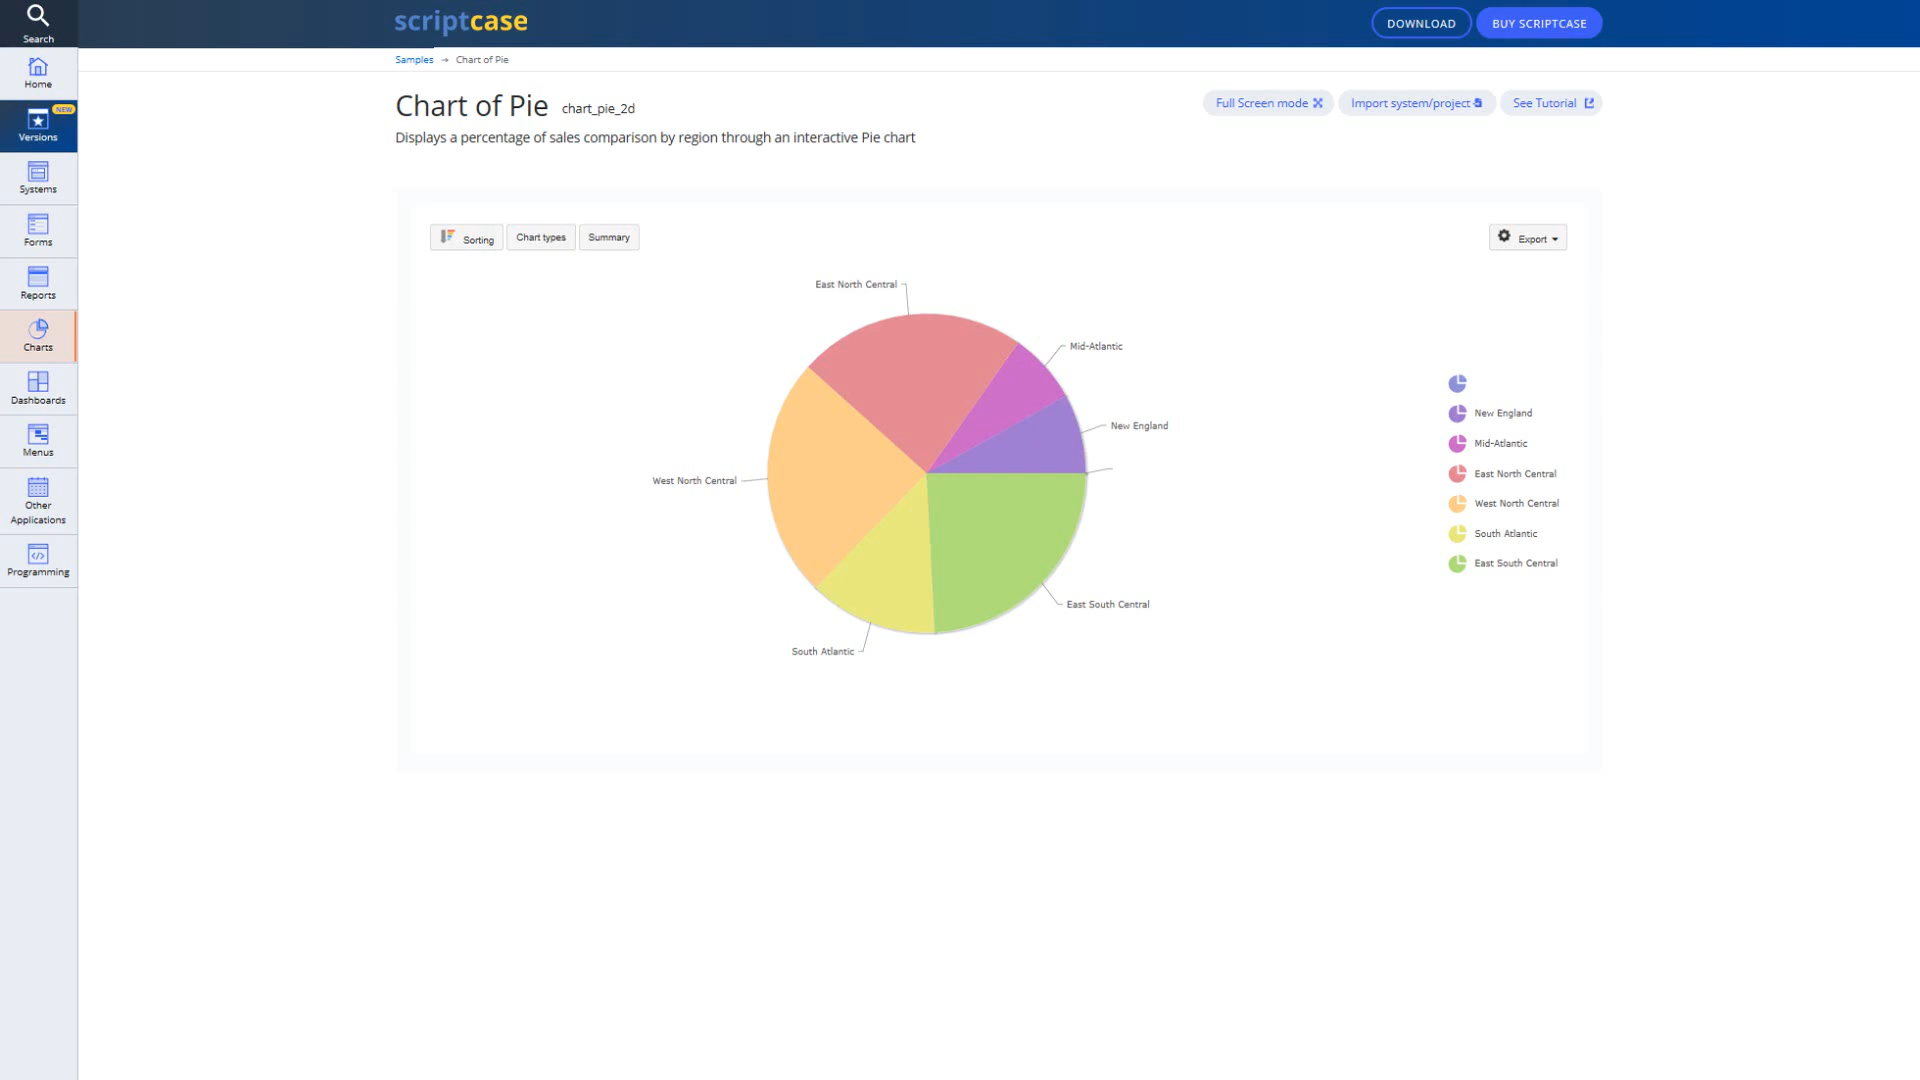 Search
scriptcase
DOWNLOAD
BUY SCRIPTCASE
Samples → Chart of Pie
Home
NEW
Versions
Systems
Forms
Reports
Charts
Dashboards
Menus
Other
Applications
Programming
Chart of Pie chart_pie_2d
Full Screen mode
Import system/project
See Tutorial
Displays a percentage of sales comparison by region through an interactive Pie chart
Sorting
Chart types
Summary
Export
East North Central
Mid-Atlantic
New England
West North Central
East South Central
South Atlantic
New England
Mid-Atlantic
East North Central
West North Central
South Atlantic
East South Central